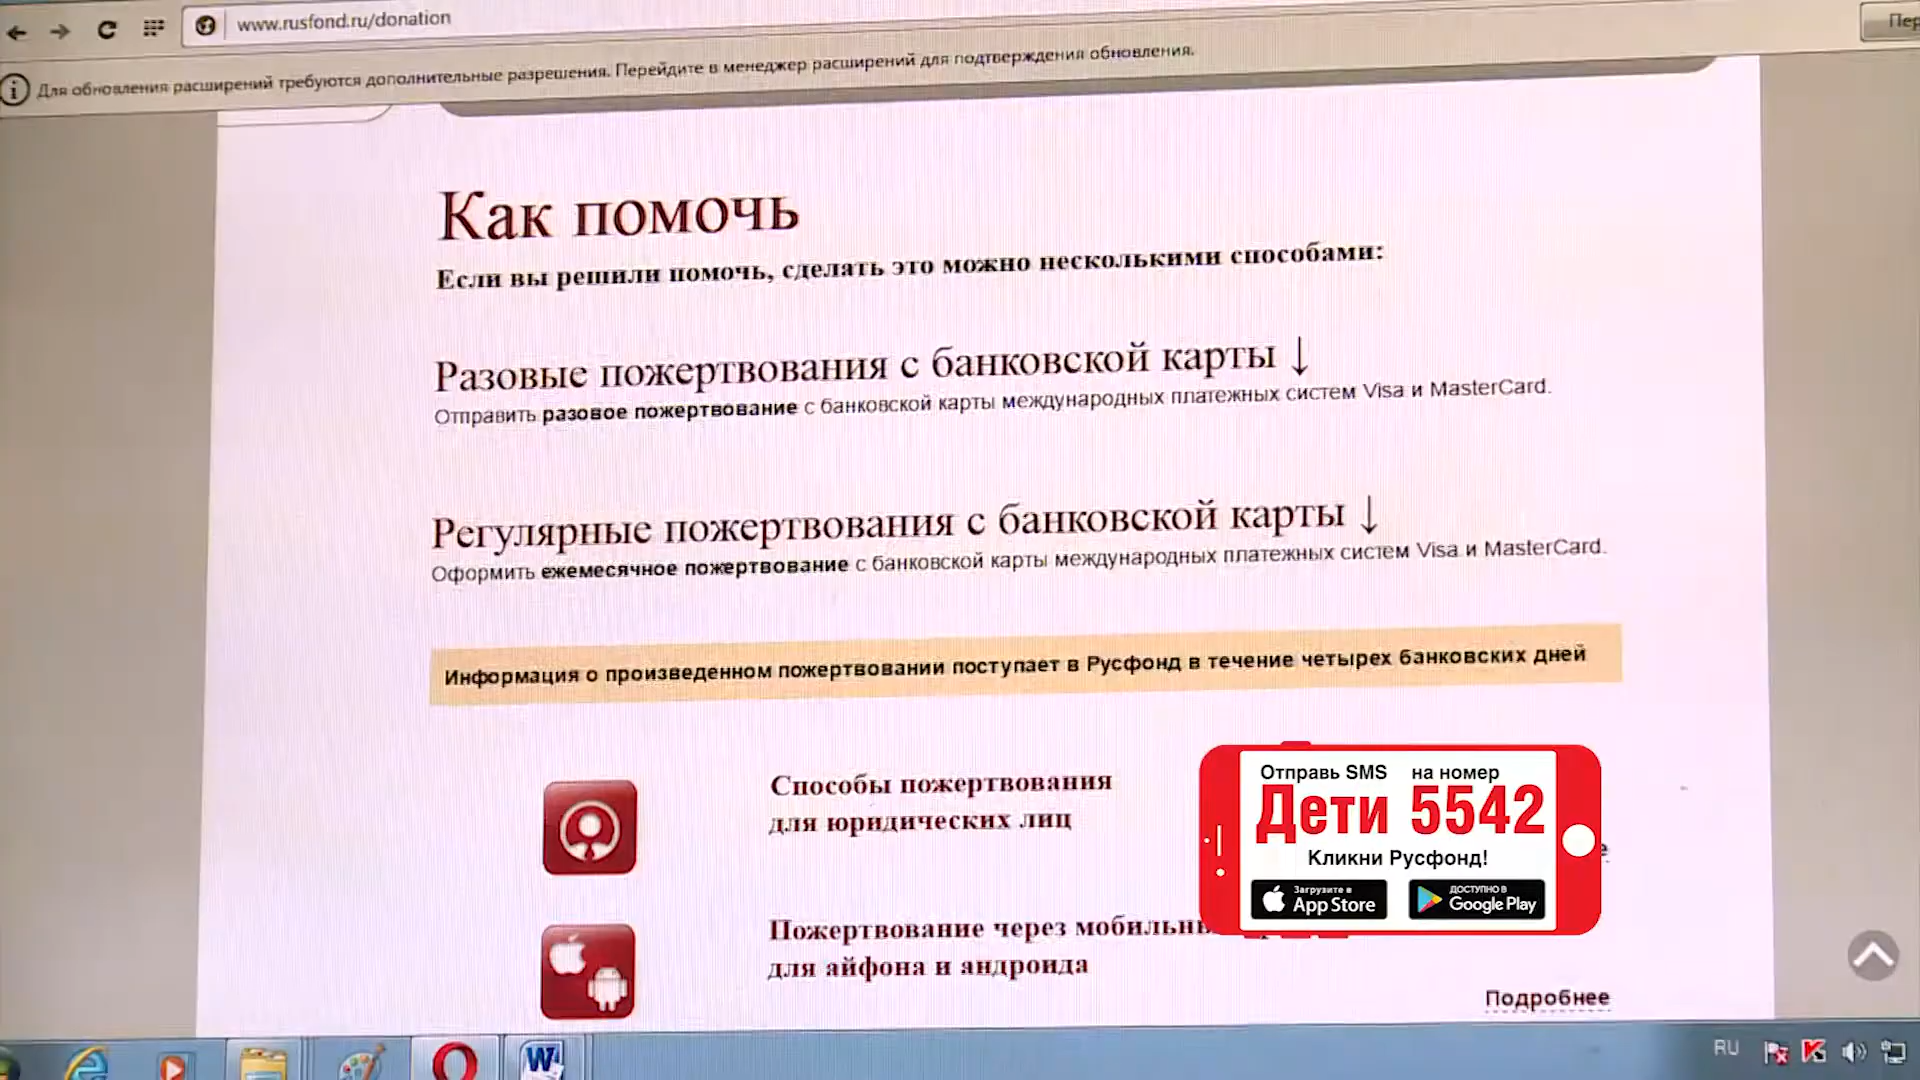 www.rusfond.ru/donation
Пер
Для обновления расширений требуются дополнительные разрешения. Перейдите в менеджер расширений для подтверждения обновления.
Как помочь
Если вы решили помочь, сделать это можно несколькими способами:
Разовые пожертвования с банковской карты ↓
Отправить разовое пожертвование с банковской карты международных платежных систем Visa и MasterCard.
Регулярные пожертвования с банковской карты ↓
Оформить ежемесячное пожертвование с банковской карты международных платежных систем Visa и MasterCard.
Информация о произведенном пожертвовании поступает в Русфонд в течение четырех банковских дней
Способы пожертвования
для юридических лиц
Отправь SMS на номер
Дети 5542
Кликни Русфонд!
Загрузите в
App Store
ДОСТУПНО В
Google Play
Пожертвование через
для айфона и андроида
Подробнее
RU